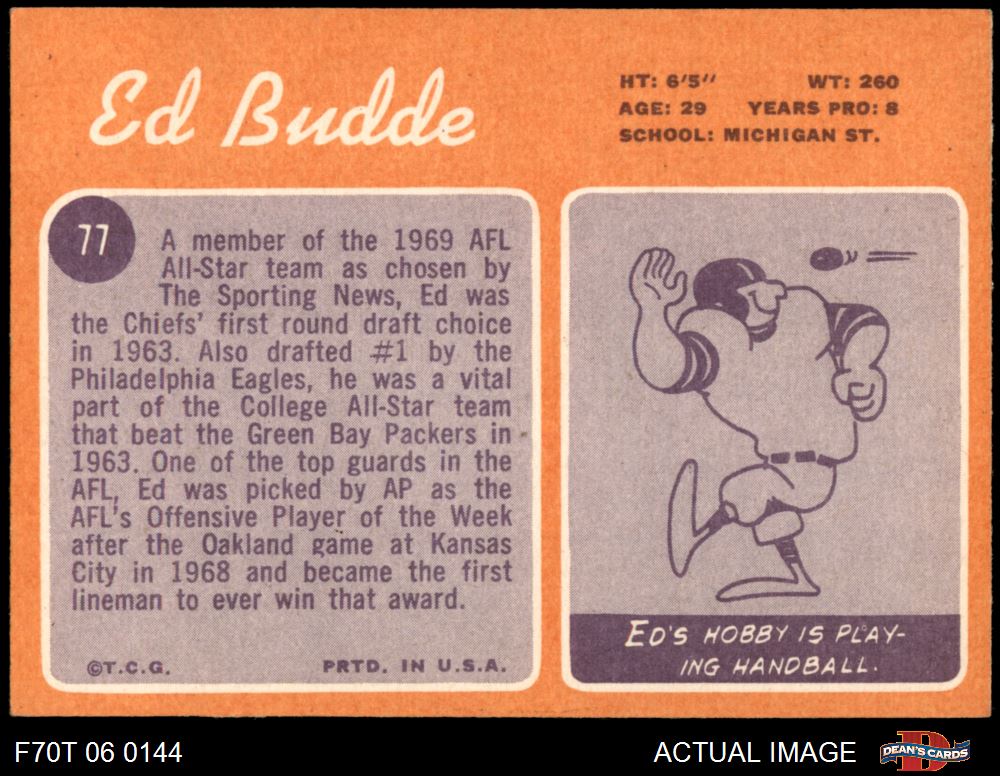 Ed Budde
HT: 6'5" WT: 260
AGE: 29 YEARS PRO: 8
SCHOOL: MICHIGAN ST.
77
A member of the 1969 AFL
All-Star team as chosen by
The Sporting News, Ed was
the Chiefs' first round draft choice
in 1963. Also drafted #1 by the
Philadelphia Eagles, he was a vital
part of the College All-Star team
that beat the Green Bay Packers in
1963. One of the top guards in the
AFL, Ed was picked by AP as the
AFL's Offensive Player of the Week
after the Oakland game at Kansas
City in 1968 and became the first
lineman to ever win that award.
©T.C.G. PRTD. IN U.S.A.
ED'S HOBBY IS PLAY-
ING HANDBALL.
F70T 06 0144 ACTUAL IMAGE
D
DEAN'S CARDS